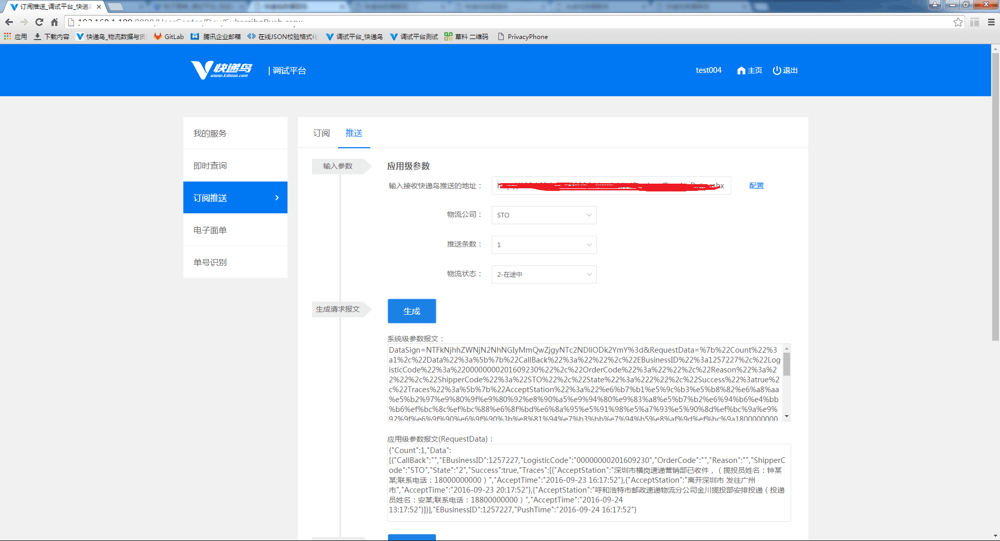 订阅推送_调试平台_快递鸟
应用
下载内容
快递鸟_物流数据与货
GitLab
腾讯企业邮箱
在线JSON校验格式化
调试平台_快递鸟
调试平台测试
草料 二维码
PrivacyPhone
快递鸟
www.kdniao.com
| 调试平台
test004
主页
退出
我的服务
即时查询
订阅推送
电子面单
单号识别
订阅
推送
输入参数
应用级参数
输入接收快递鸟推送的地址：
配置
物流公司：
STO
推送条数：
1
物流状态：
2-在途中
生成请求报文
生成
系统级参数报文：
DataSign=NTFkNjhhZWNjN2NhNGIyMmQwZjgyNTc2NDliODk2YmY%3d&RequestData=%7b%22Count%22%3
a1%2c%22Data%22%3a%5b%7b%22CallBack%22%3a%22%22%2c%22EBusinessID%22%3a1257227%2c%22Log
isticCode%22%3a%2200000000201609230%22%2c%22OrderCode%22%3a%22%22%2c%22Reason%22%3a%2
2%22%2c%22ShipperCode%22%3a%22STO%22%2c%22State%22%3a%222%22%2c%22Success%22%3atrue%2
c%22Traces%22%3a%5b%7b%22AcceptStation%22%3a%22%e6%b7%b1%e5%9c%b3%e5%b8%82%e6%a8%aa
%e5%b2%97%e9%80%9f%e9%80%92%e8%90%a5%e9%94%80%e9%83%a8%e5%b7%b2%e6%94%b6%e4%bb
%b6%ef%bc%8c%ef%bc%88%e6%8f%bd%e6%8a%95%e5%91%98%e5%a7%93%e5%90%8d%ef%bc%9a%e9%
92%9f%e6%9f%90%e6%9f%90%3b%e8%81%94%e7%b3%bb%e7%94%b5%e8%af%9d%ef%bc%9a1800000000
应用级参数报文(RequestData)：
{"Count":1,"Data":
[{"CallBack":"","EBusinessID":1257227,"LogisticCode":"00000000201609230","OrderCode":"","Reason":"","ShipperC
ode":"STO","State":"2","Success":true,"Traces":[{"AcceptStation":"深圳市横岗速递营销部已收件，（揽投员姓名：钟某
某;联系电话：18000000000）","AcceptTime":"2016-09-23 16:17:52"},{"AcceptStation":"离开深圳市 发往广州
市","AcceptTime":"2016-09-23 20:17:52"},{"AcceptStation":"呼和浩特市邮政速递物流分公司金川揽投部安排投递（投递
员姓名：安某;联系电话：18800000000）","AcceptTime":"2016-09-24
13:17:52"}]}],"EBusinessID":1257227,"PushTime":"2016-09-24 16:17:52"}